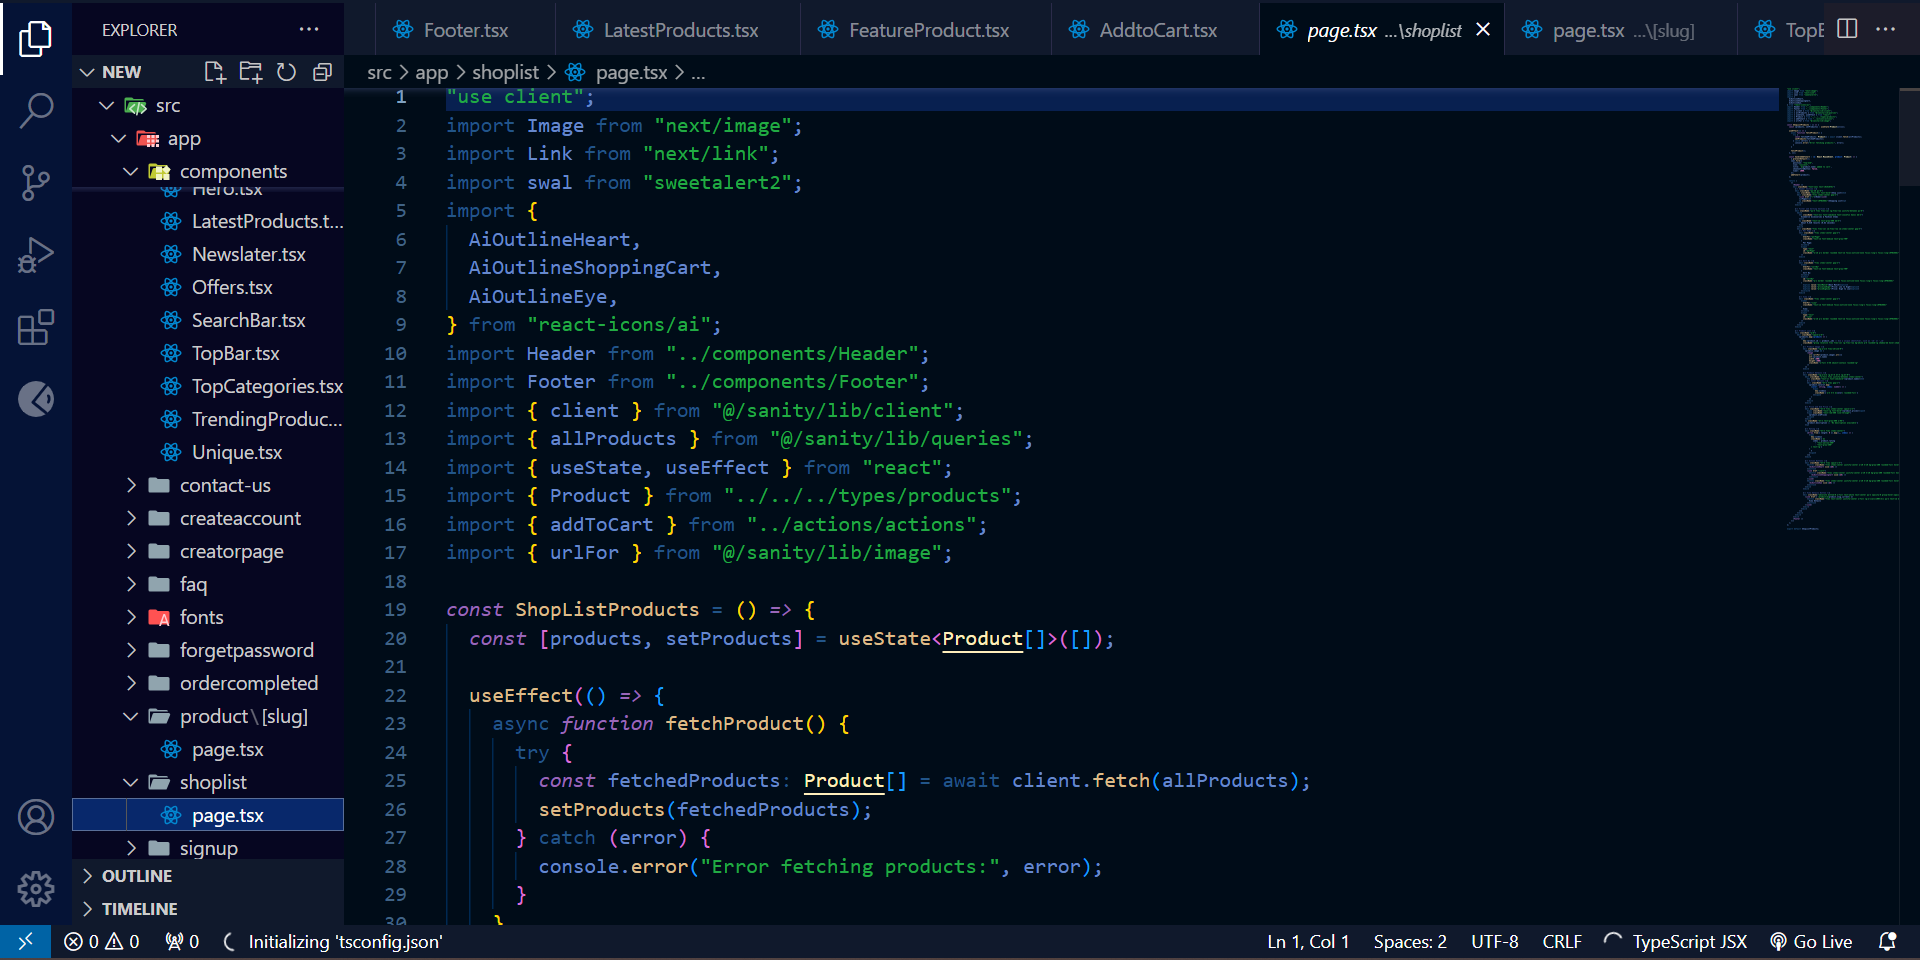 EXPLORER
Footer.tsx
LatestProducts.tsx
FeatureProduct.tsx
AddtoCart.tsx
page.tsx ...\shoplist
page.tsx ...\[slug]
TopB
NEW
src > app > shoplist > page.tsx > ...
src
app
components
Hero.tsx
LatestProducts.t...
Newslater.tsx
Offers.tsx
SearchBar.tsx
TopBar.tsx
TopCategories.tsx
TrendingProduc...
Unique.tsx
contact-us
createaccount
creatorpage
faq
fonts
forgetpassword
ordercompleted
product\[slug]
page.tsx
shoplist
page.tsx
signup
OUTLINE
TIMELINE
1 "use client";
2 import Image from "next/image";
3 import Link from "next/link";
4 import swal from "sweetalert2";
5 import {
6 AiOutlineHeart,
7 AiOutlineShoppingCart,
8 AiOutlineEye,
9 } from "react-icons/ai";
10 import Header from "../components/Header";
11 import Footer from "../components/Footer";
12 import { client } from "@/sanity/lib/client";
13 import { allProducts } from "@/sanity/lib/queries";
14 import { useState, useEffect } from "react";
15 import { Product } from "../../../types/products";
16 import { addToCart } from "../actions/actions";
17 import { urlFor } from "@/sanity/lib/image";
18
19 const ShopListProducts = () => {
20 const [products, setProducts] = useState<Product[]>([]);
21
22 useEffect(() => {
23 async function fetchProduct() {
24 try {
25 const fetchedProducts: Product[] = await client.fetch(allProducts);
26 setProducts(fetchedProducts);
27 } catch (error) {
28 console.error("Error fetching products:", error);
29 }
30 }
0 0 0 Initializing 'tsconfig.json' Ln 1, Col 1 Spaces: 2 UTF-8 CRLF TypeScript JSX Go Live